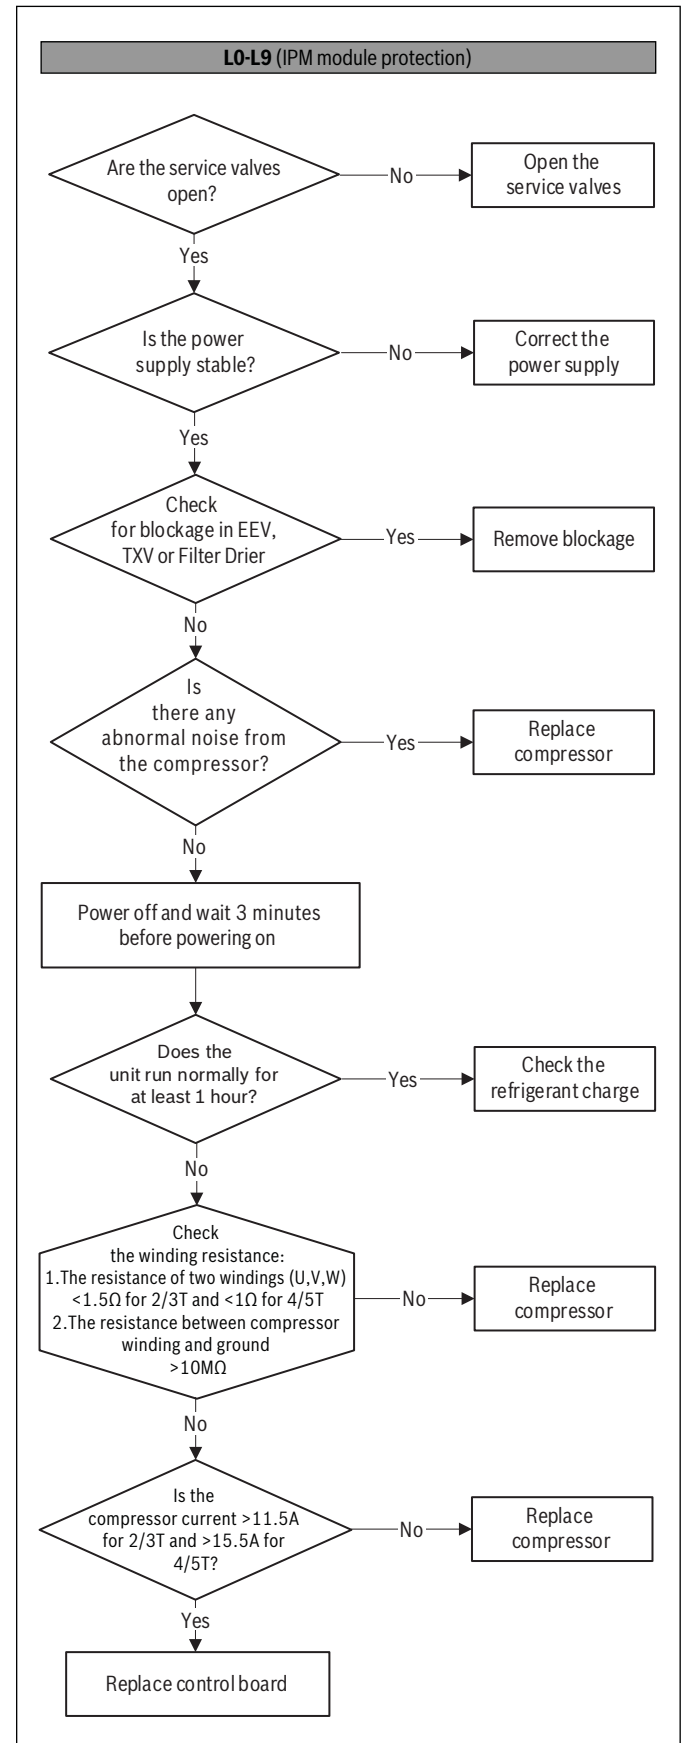 L0-L9 (IPM module protection)
Are the service valves
open?
No
Open the
service valves
Yes
Is the power
supply stable?
No
Correct the
power supply
Yes
Check
for blockage in EEV,
TXV or Filter Drier
Yes
Remove blockage
No
Is
there any
abnormal noise from
the compressor?
Yes
Replace
compressor
No
Power off and wait 3 minutes
before powering on
Does the
unit run normally for
at least 1 hour?
Yes
Check the
refrigerant charge
No
Check
the winding resistance:
1.The resistance of two windings (U,V,W)
<1.5Ω for 2/3T and <1Ω for 4/5T
2.The resistance between compressor
winding and ground
>10MΩ
No
Replace
compressor
No
Is the
compressor current >11.5A
for 2/3T and >15.5A for
4/5T?
No
Replace
compressor
Yes
Replace control board